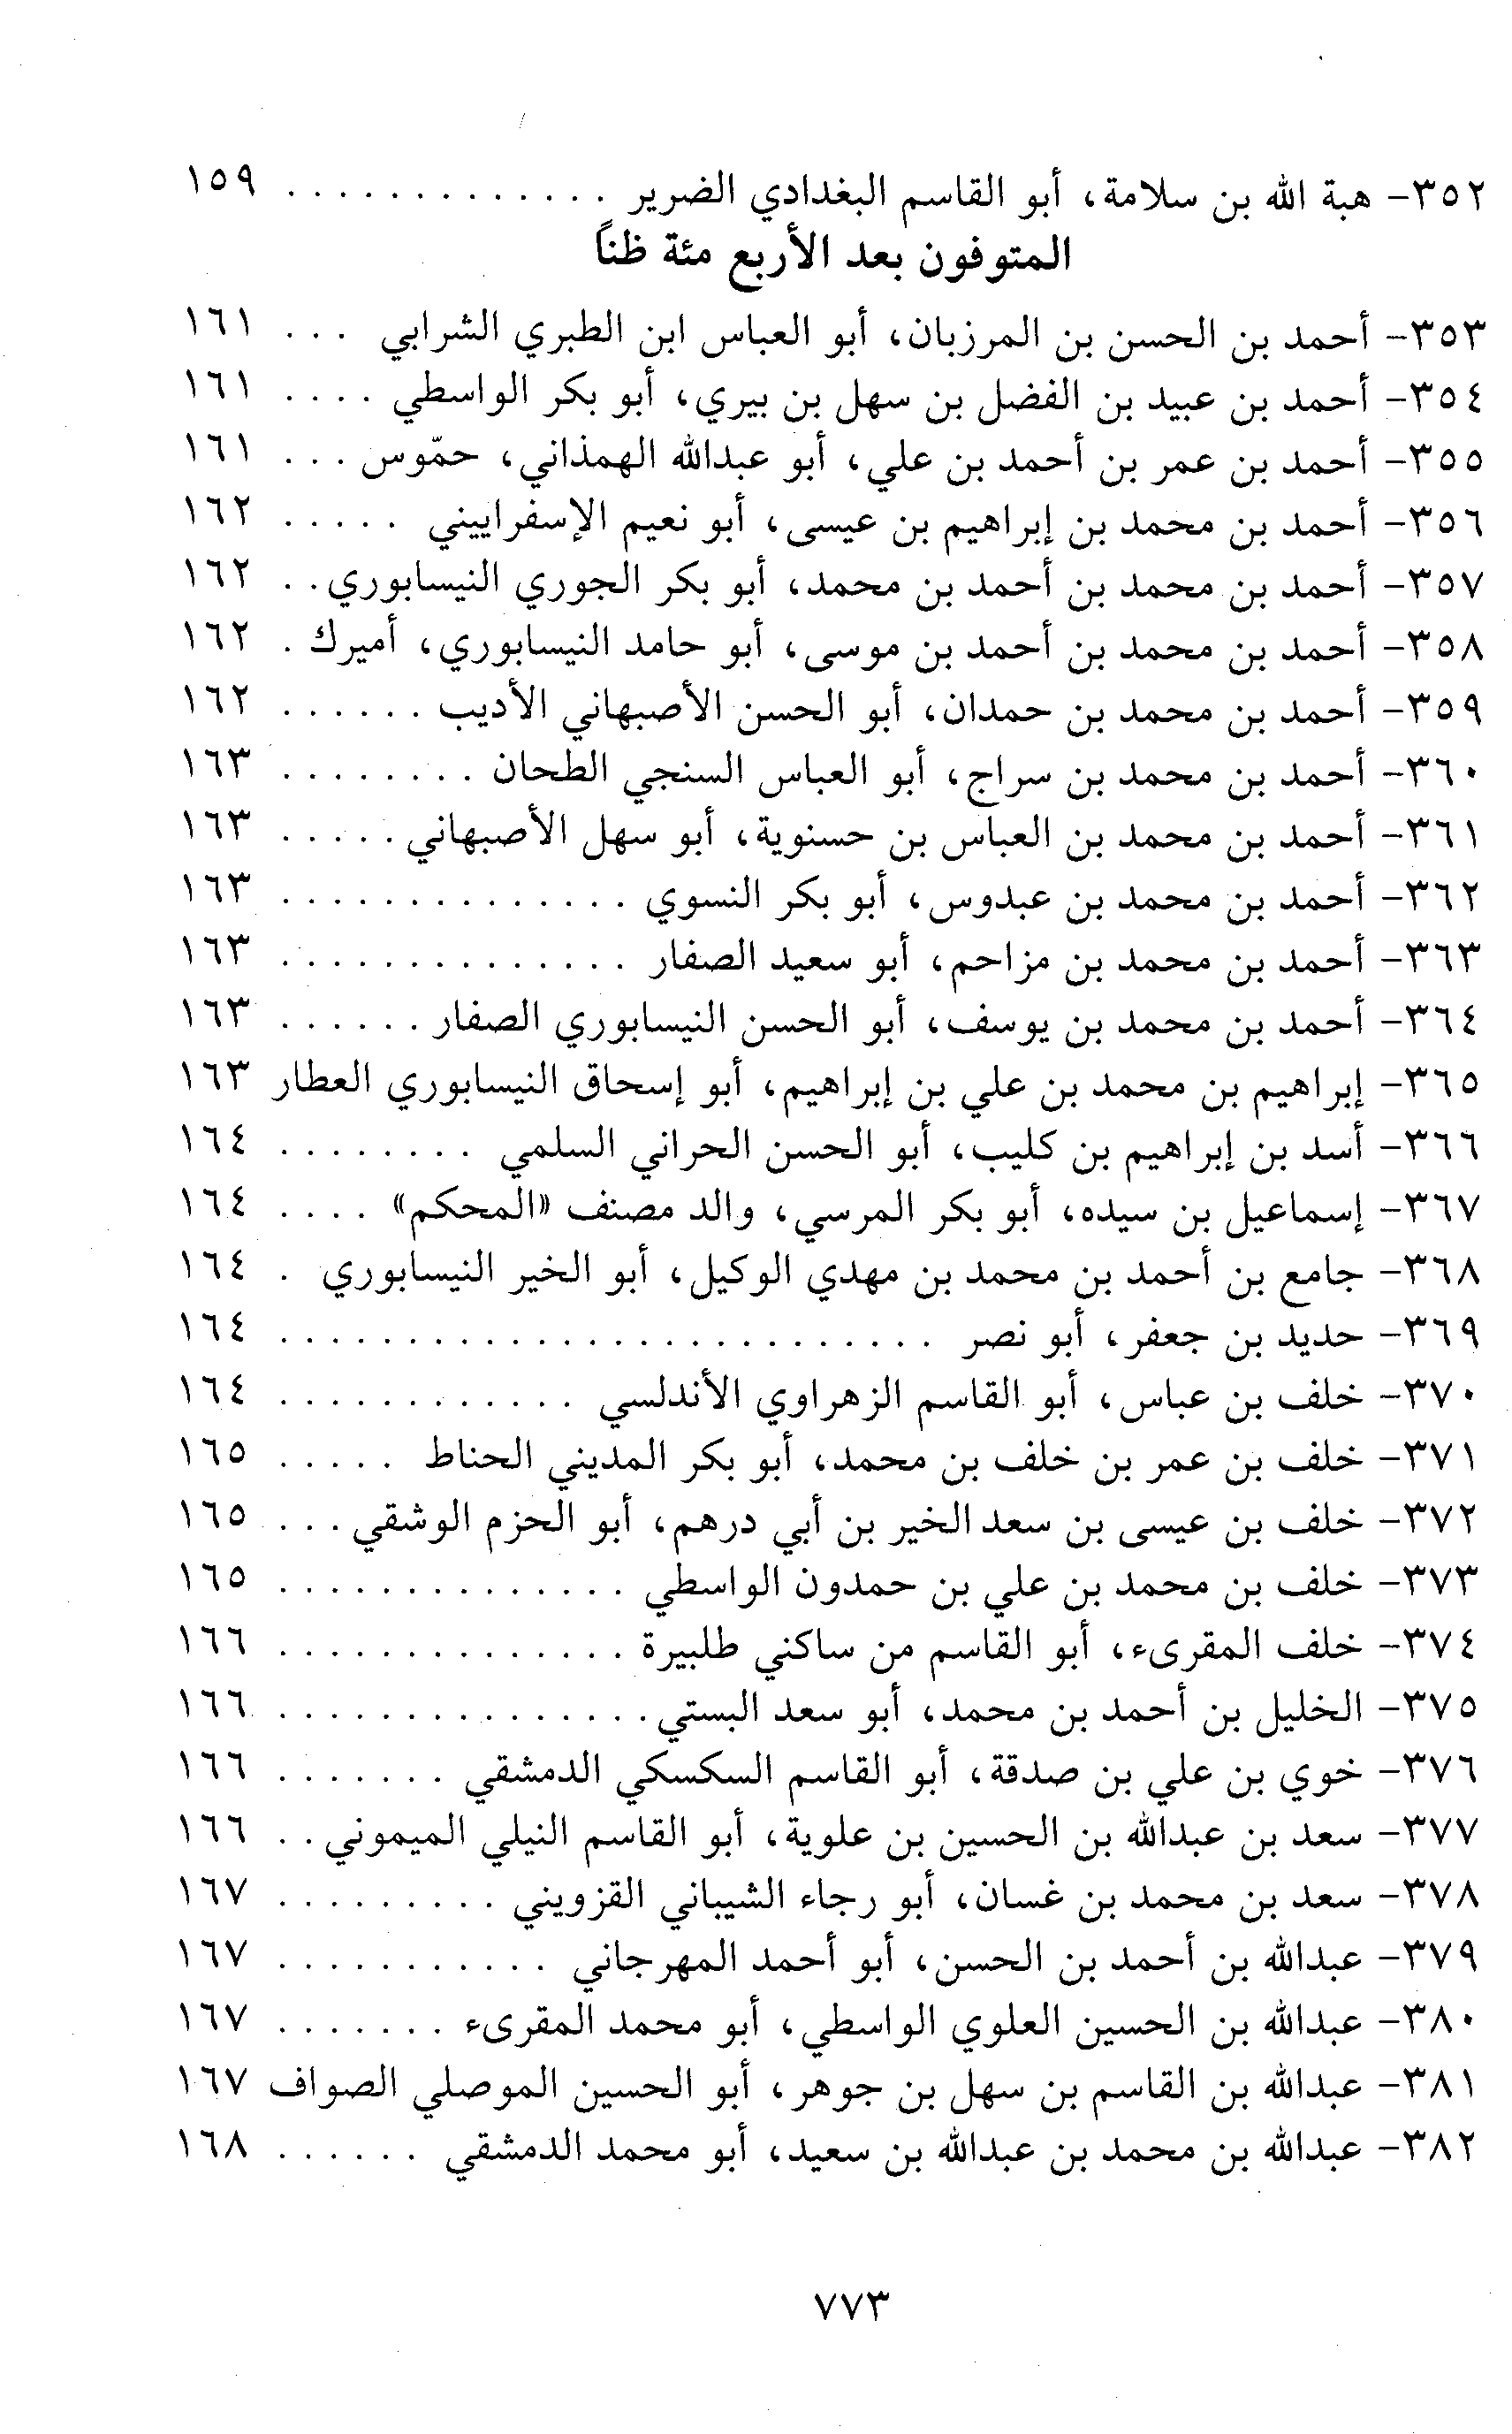 ٣٥٢- هبة الله بن سلامة، أبو القاسم البغدادي الضرير . . . . . . . . . . . . . ١٥٩
المتوفون بعد الأربع مئة ظناً
٣٥٣- أحمد بن الحسن بن المرزبان، أبو العباس ابن الطبري الشرابي . . . ١٦١
٣٥٤- أحمد بن عبيد بن الفضل بن سهل بن بيري، أبو بكر الواسطي . . . . ١٦١
٣٥٥- أحمد بن عمر بن أحمد بن علي، أبو عبدالله الهمذاني، حمّوس . . . ١٦١
٣٥٦- أحمد بن محمد بن إبراهيم بن عيسى، أبو نعيم الإسفراييني . . . . . ١٦٢
٣٥٧- أحمد بن محمد بن أحمد بن محمد، أبو بكر الجوري النيسابوري . . ١٦٢
٣٥٨- أحمد بن محمد بن أحمد بن موسى، أبو حامد النيسابوري، أميرك . ١٦٢
٣٥٩- أحمد بن محمد بن حمدان، أبو الحسن الأصبهاني الأديب . . . . . . ١٦٢
٣٦٠- أحمد بن محمد بن سراج، أبو العباس السنجي الطحان . . . . . . . . ١٦٣
٣٦١- أحمد بن محمد بن العباس بن حسنوية، أبو سهل الأصبهاني . . . . . ١٦٣
٣٦٢- أحمد بن محمد بن عبدوس، أبو بكر النسوي . . . . . . . . . . . . . . ١٦٣
٣٦٣- أحمد بن محمد بن مزاحم، أبو سعيد الصفار . . . . . . . . . . . . . . ١٦٣
٣٦٤- أحمد بن محمد بن يوسف، أبو الحسن النيسابوري الصفار . . . . . . ١٦٣
٣٦٥- إبراهيم بن محمد بن علي بن إبراهيم، أبو إسحاق النيسابوري العطار ١٦٣
٣٦٦- أسد بن إبراهيم بن كليب، أبو الحسن الحراني السلمي . . . . . . . . ١٦٤
٣٦٧- إسماعيل بن سيده، أبو بكر المرسي، والد مصنف «المحكم» . . . . ١٦٤
٣٦٨- جامع بن أحمد بن محمد بن مهدي الوكيل، أبو الخير النيسابوري . ١٦٤
٣٦٩- حديد بن جعفر، أبو نصر . . . . . . . . . . . . . . . . . . . . . . . . . . ١٦٤
٣٧٠- خلف بن عباس، أبو القاسم الزهراوي الأندلسي . . . . . . . . . . . . ١٦٤
٣٧١- خلف بن عمر بن خلف بن محمد، أبو بكر المديني الحناط . . . . . ١٦٥
٣٧٢- خلف بن عيسى بن سعد الخير بن أبي درهم، أبو الحزم الوشقي . . . ١٦٥
٣٧٣- خلف بن محمد بن علي بن حمدون الواسطي . . . . . . . . . . . . . . ١٦٥
٣٧٤- خلف المقرىء، أبو القاسم من ساكني طلبيرة . . . . . . . . . . . . . . ١٦٦
٣٧٥- الخليل بن أحمد بن محمد، أبو سعد البستي . . . . . . . . . . . . . . . ١٦٦
٣٧٦- خوي بن علي بن صدقة، أبو القاسم السكسكي الدمشقي . . . . . . . ١٦٦
٣٧٧- سعد بن عبدالله بن الحسين بن علوية، أبو القاسم النيلي الميموني . . ١٦٦
٣٧٨- سعد بن محمد بن غسان، أبو رجاء الشيباني القزويني . . . . . . . . . ١٦٧
٣٧٩- عبدالله بن أحمد بن الحسن، أبو أحمد المهرجاني . . . . . . . . . . . ١٦٧
٣٨٠- عبدالله بن الحسين العلوي الواسطي، أبو محمد المقرىء . . . . . . . ١٦٧
٣٨١- عبدالله بن القاسم بن سهل بن جوهر، أبو الحسين الموصلي الصواف ١٦٧
٣٨٢- عبدالله بن محمد بن عبدالله بن سعيد، أبو محمد الدمشقي . . . . . . ١٦٨
٧٧٣